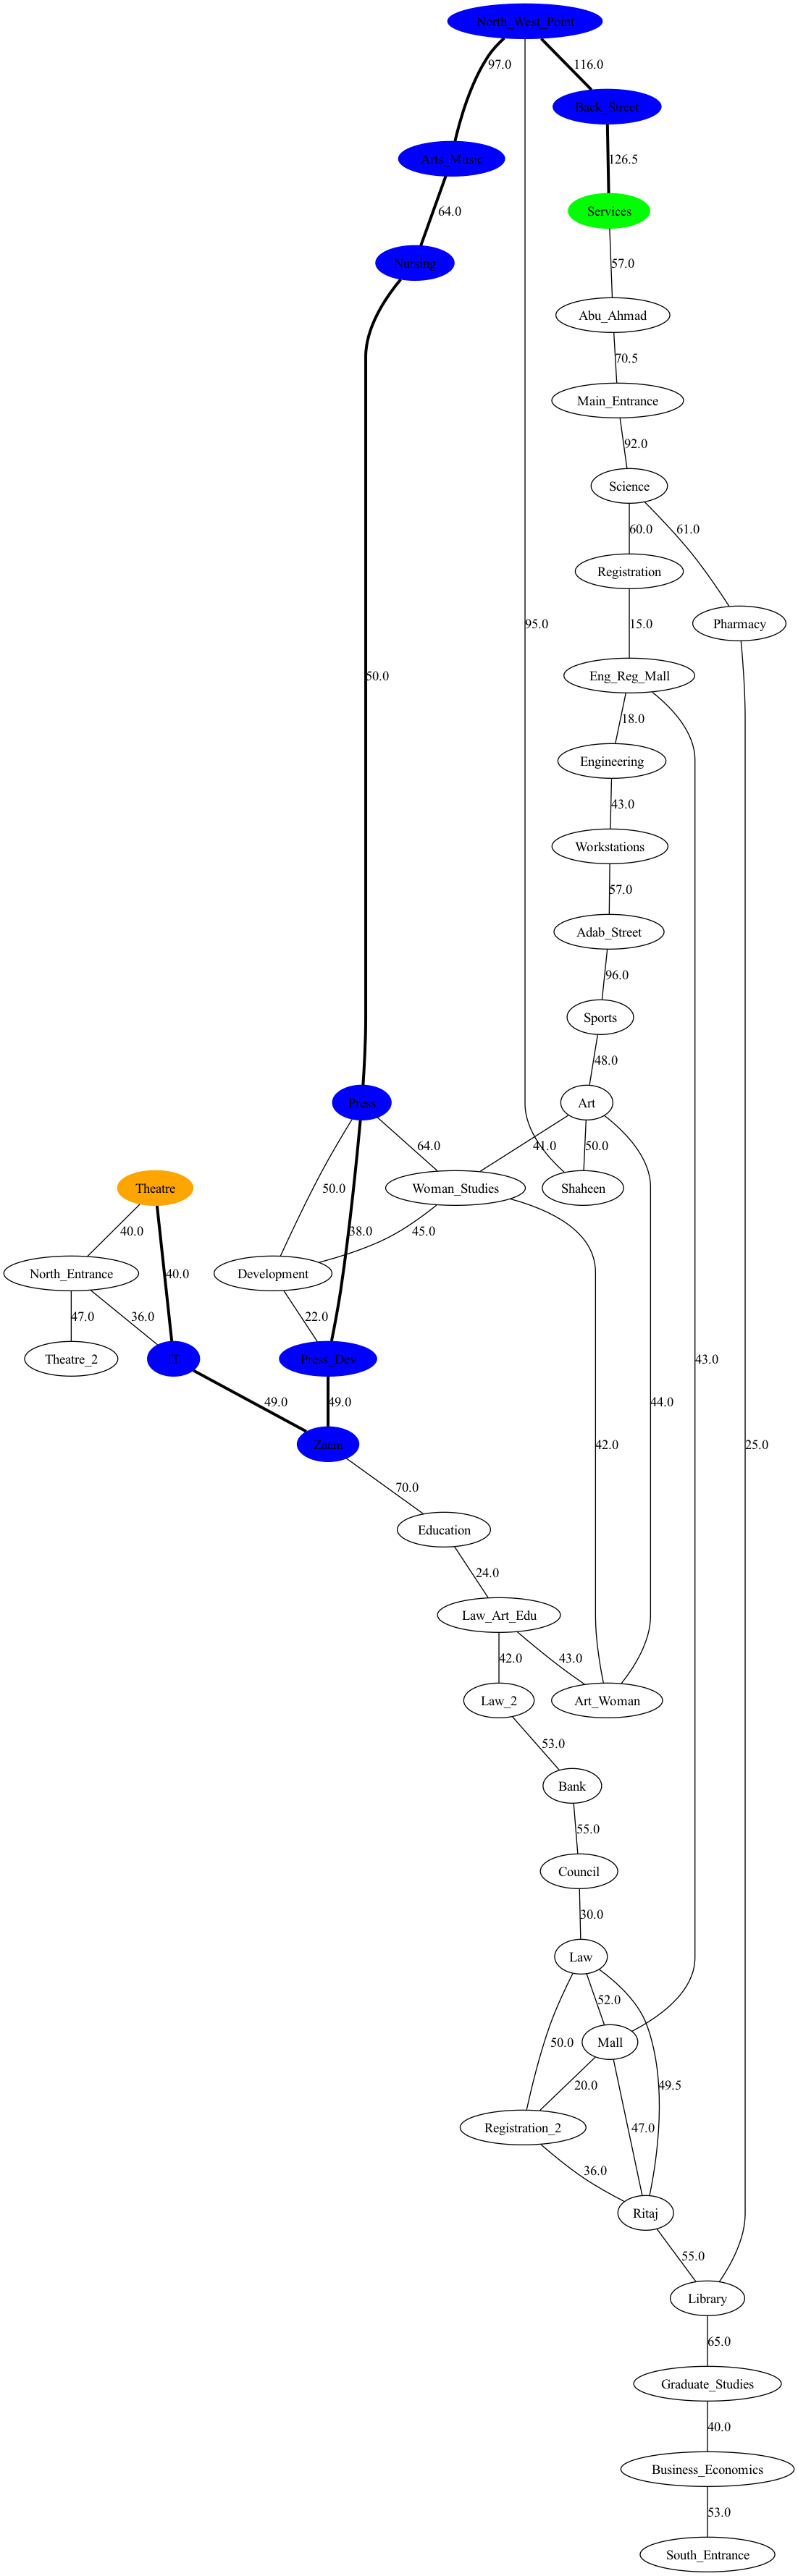 North_West_Point
97.0
116.0
Back_Street
Arts_Music
126.5
64.0
Services
Nursing
57.0
Abu_Ahmad
70.5
Main_Entrance
92.0
Science
60.0
61.0
Registration
95.0
15.0
Pharmacy
50.0
Eng_Reg_Mall
18.0
Engineering
43.0
Workstations
57.0
Adab_Street
96.0
Sports
48.0
Press
Art
64.0
41.0
50.0
Theatre
50.0
Woman_Studies
Shaheen
40.0
38.0
45.0
North_Entrance
40.0
Development
47.0
36.0
22.0
43.0
Theatre_2
IT
Press_Dev
49.0
49.0
44.0
Zaani
42.0
25.0
70.0
Education
24.0
Law_Art_Edu
42.0
43.0
Law_2
Art_Woman
53.0
Bank
55.0
Council
30.0
Law
52.0
50.0
Mall
20.0
49.5
Registration_2
47.0
36.0
Ritaj
55.0
Library
65.0
Graduate_Studies
40.0
Business_Economics
53.0
South_Entrance